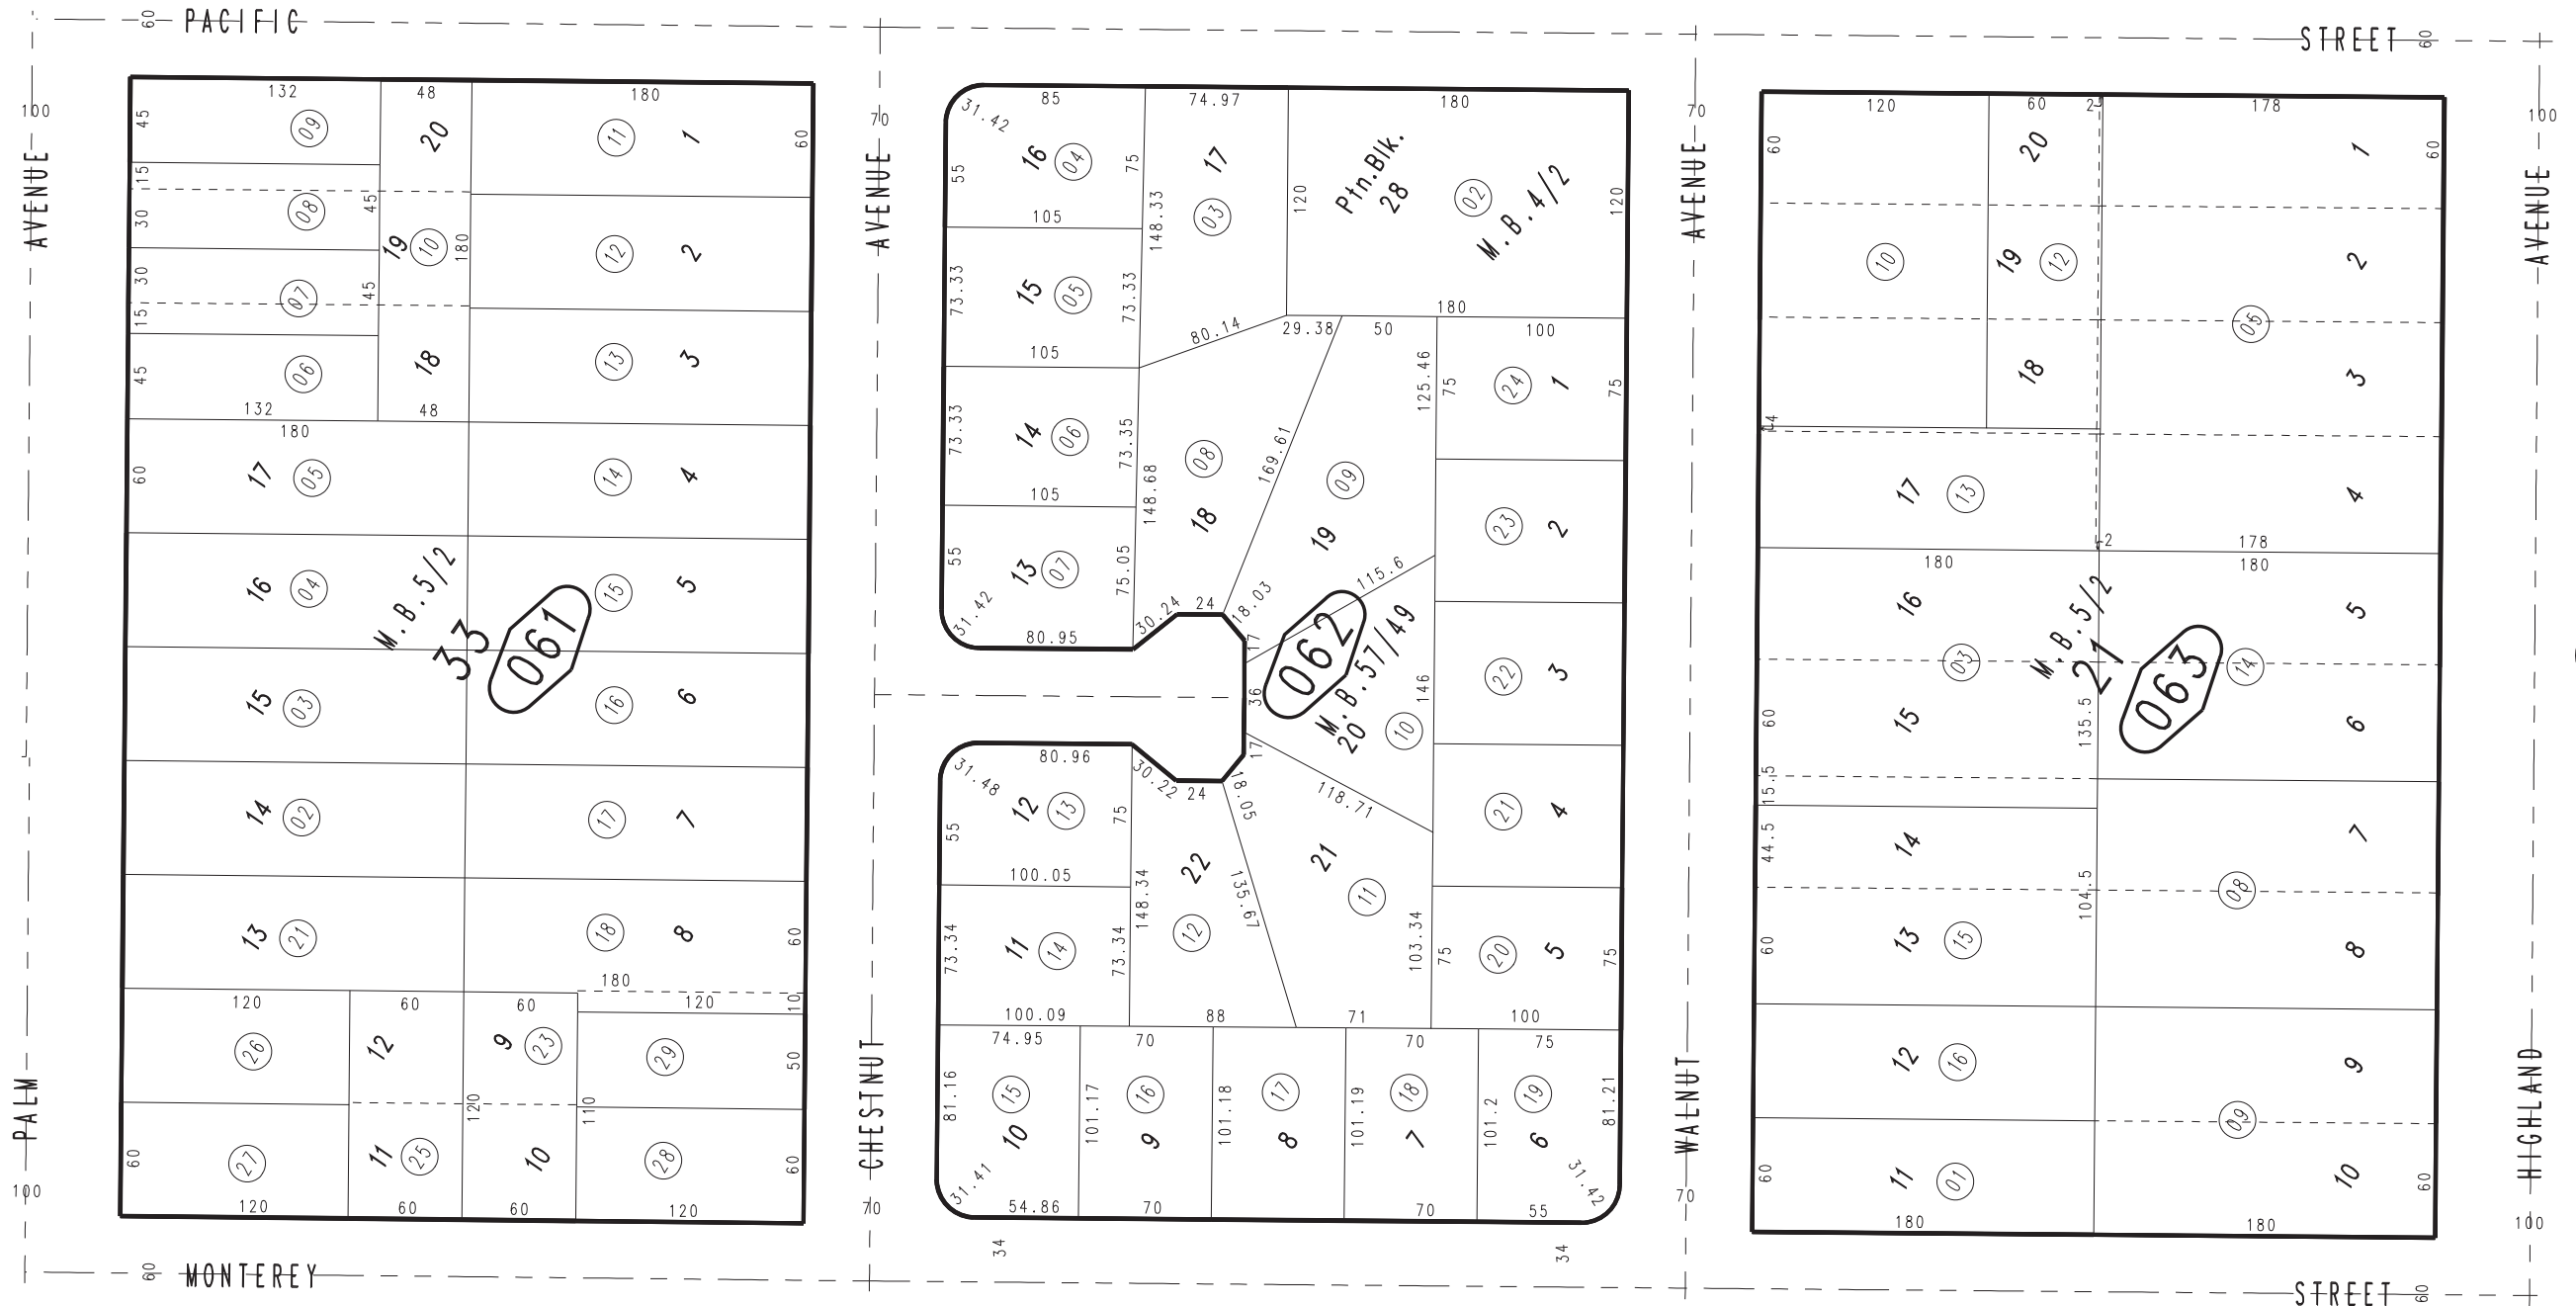 PACIFIC STREET
60 60
PALM AVENUE
100 100
CHESTNUT AVENUE
70 70
WALNUT AVENUE
70 70
HIGHLAND AVENUE
100 100
MONTEREY STREET
60 60
132 48 180
45 09 20 11 1 60
15
30 08 45 19 10 180 12 2
30 07 45
15
45 06 18 13 3
132 48
180
60 17 05 14 4
16 04 M.B.5/2 15 5
33 061
15 03 16 6
14 02 17 7
13 21 18 8 60
180
120 60 60 120 10
26 12 9 23 29 50
120 110
60 27 11 25 10 28 60
120 60 60 120
31.42 85 74.97 180
55 16 04 75 17 Ptn.Blk. 28 02 M.B.4/2
105 148.33 03 120 120
73.33 15 05 73.33 80.14 29.38 180
105 50 100
73.33 14 06 73.35 08 169.61 09 125.46 75 24 1 75
105 148.68 18 19 23 2
55 13 07 75.05 115.6
31.42 80.95 30.24 24 18.03 17
062 M.B.57/49
36 20 10 146 22 3
31.48 80.96 30.22 24 18.05 17 118.71
55 12 13 75 21 4
100.05 22 135.67 21 11
73.34 11 14 73.34 148.34 12 103.34 75 20 5 75
100.09 88 71 100
74.95 70 70 75
81.16 15 101.17 16 101.18 17 101.19 18 101.2 19 81.21
10 9 8 7 6
31.41 31.42
54.86 70 70 55
34 34
120 60 2 178
60 20 1 60
10 19 12 2
05
18 3
4
17 13 4
2 178
180 180
16 M.B.5/2 5
03 21 063 14
60 15 135.5 6
15.5
44.5 14 7
104.5 08
60 13 15 8
12 16 9
09
60 11 01 10 60
180 180